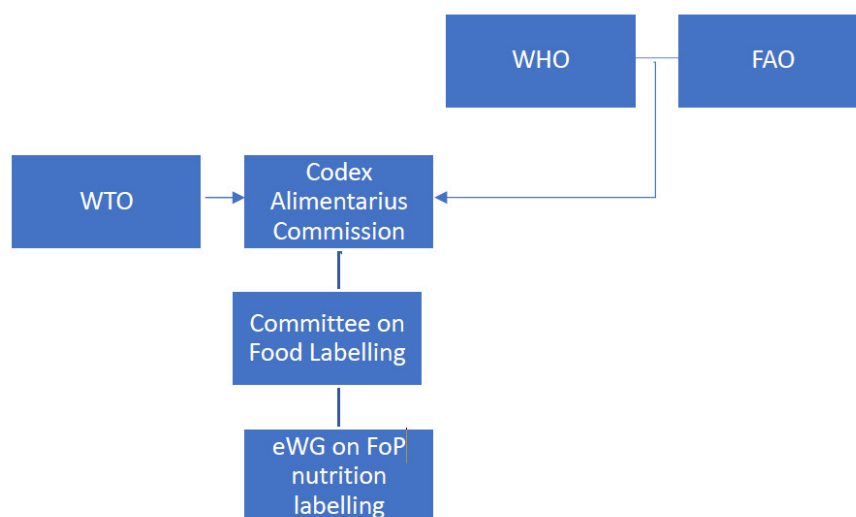 WHO
FAO
WTO
Codex
Alimentarius
Commission
Committee on
Food Labelling
eWG on FoP
nutrition
labelling